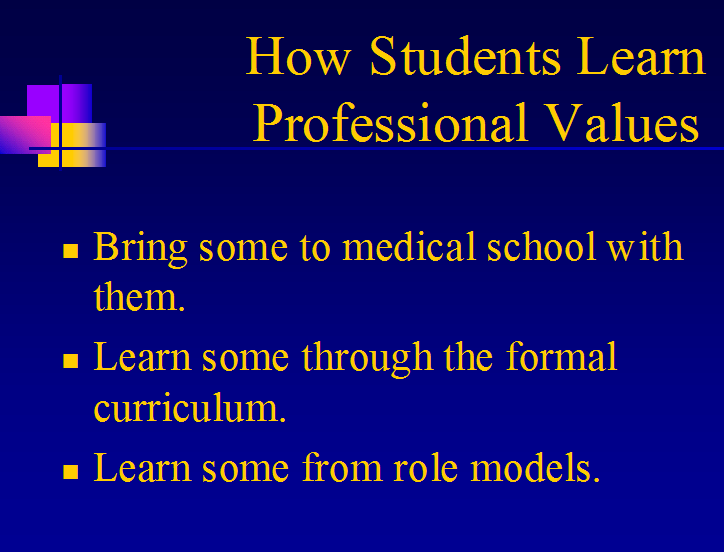 How Students Learn
Professional Values
Bring some to medical school with
them.
Learn some through the formal
curriculum.
Learn some from role models.